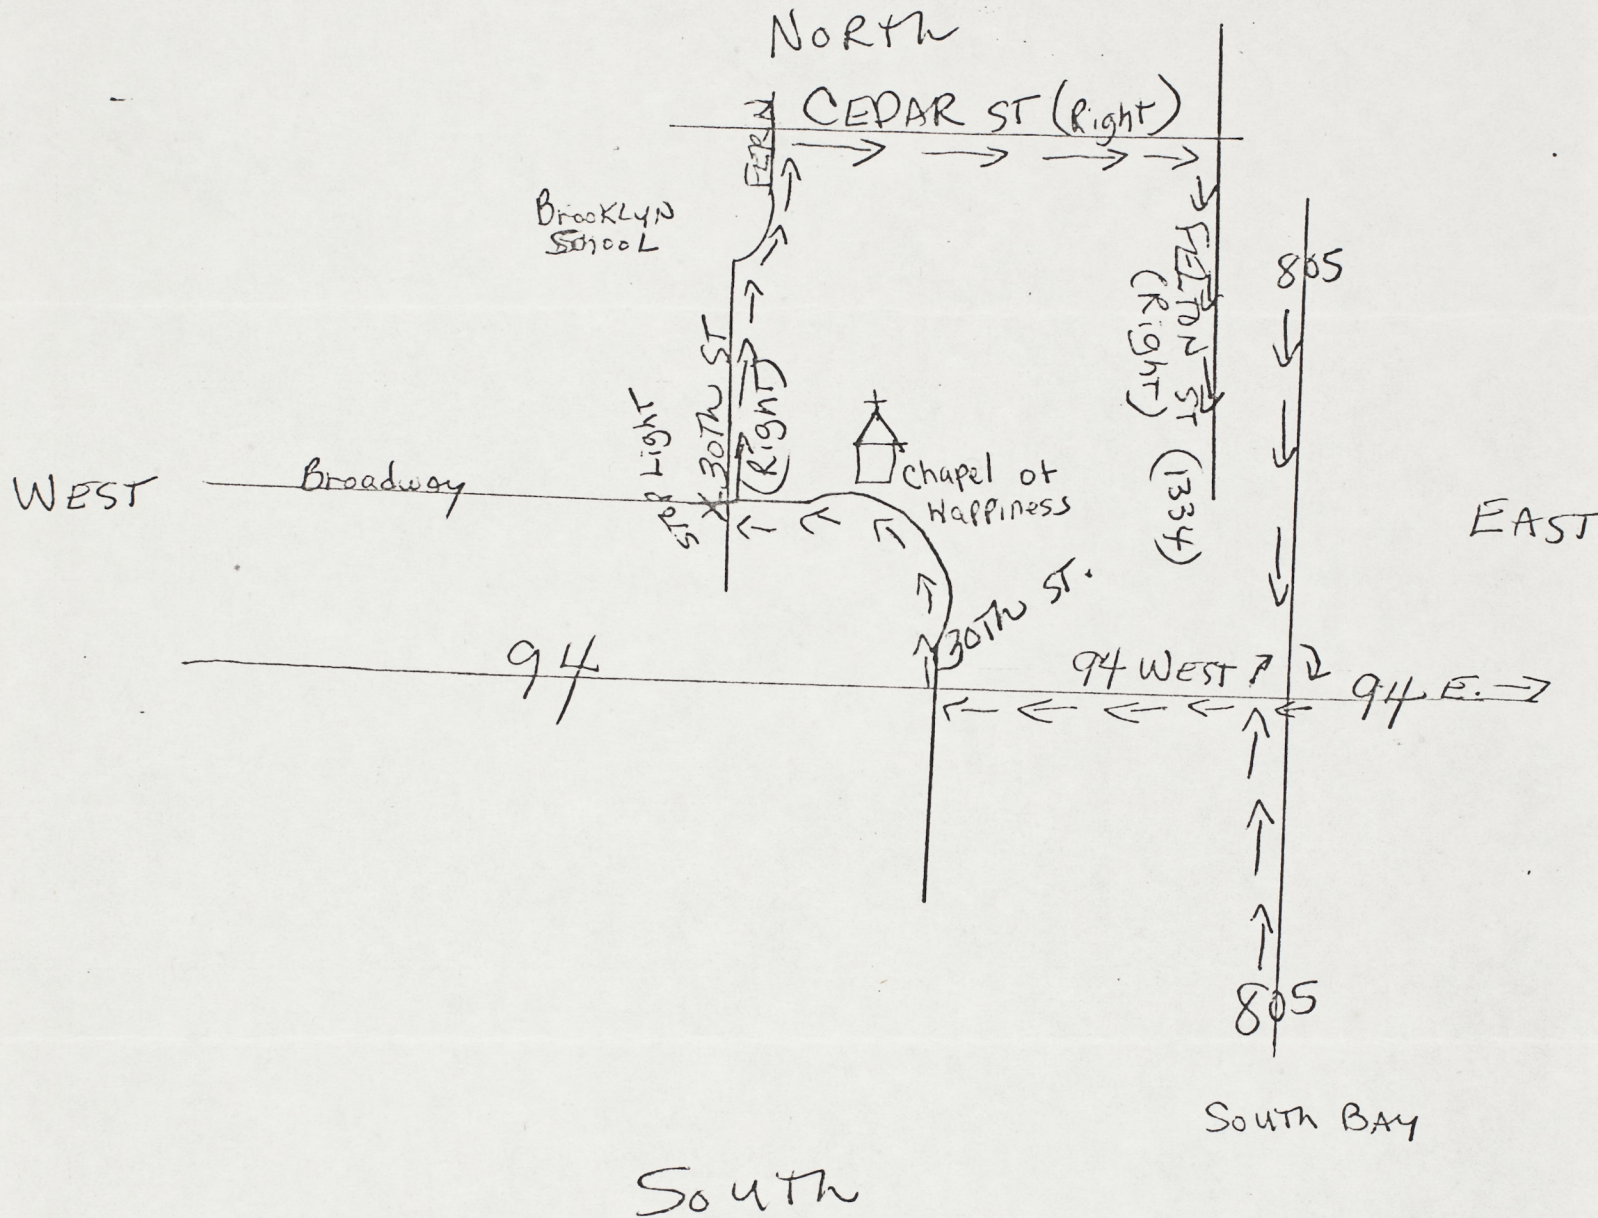 NORTH
CEDAR ST (Right)
FERN
BrooKLYN
SchooL
805
FELTON ST (1334)
(Right)
30Th ST
(Right)
STOP Light
Chapel of
Happiness
WEST
Broadway
EAST
30Th ST.
94
94 WEST
94 E.
805
South BAY
South